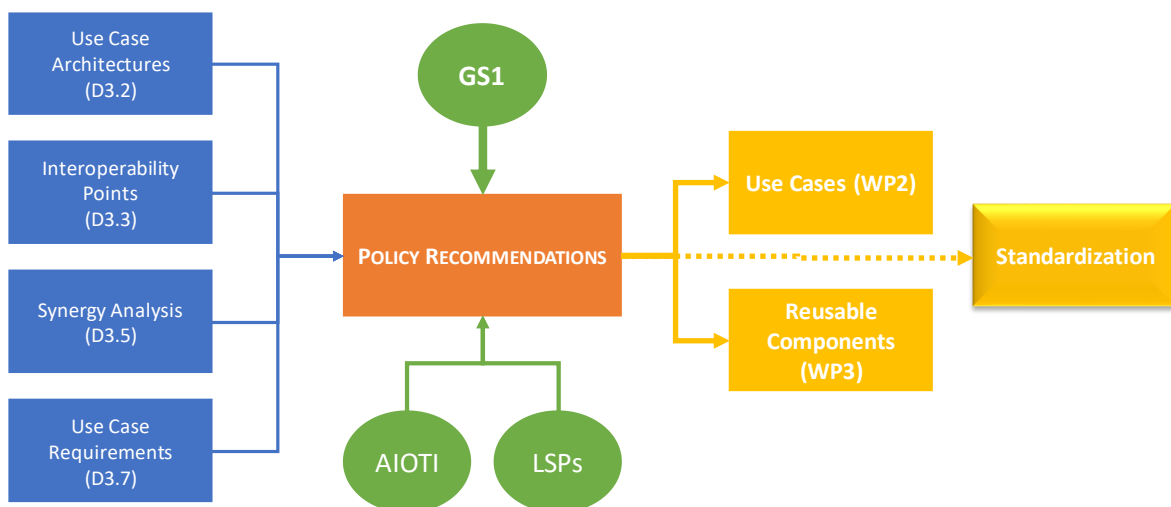 Use Case
Architectures
(D3.2)
Interoperability
Points
(D3.3)
Synergy Analysis
(D3.5)
Use Case
Requirements
(D3.7)
GS1
POLICY RECOMMENDATIONS
AIOTI
LSPs
Use Cases (WP2)
Reusable
Components
(WP3)
Standardization